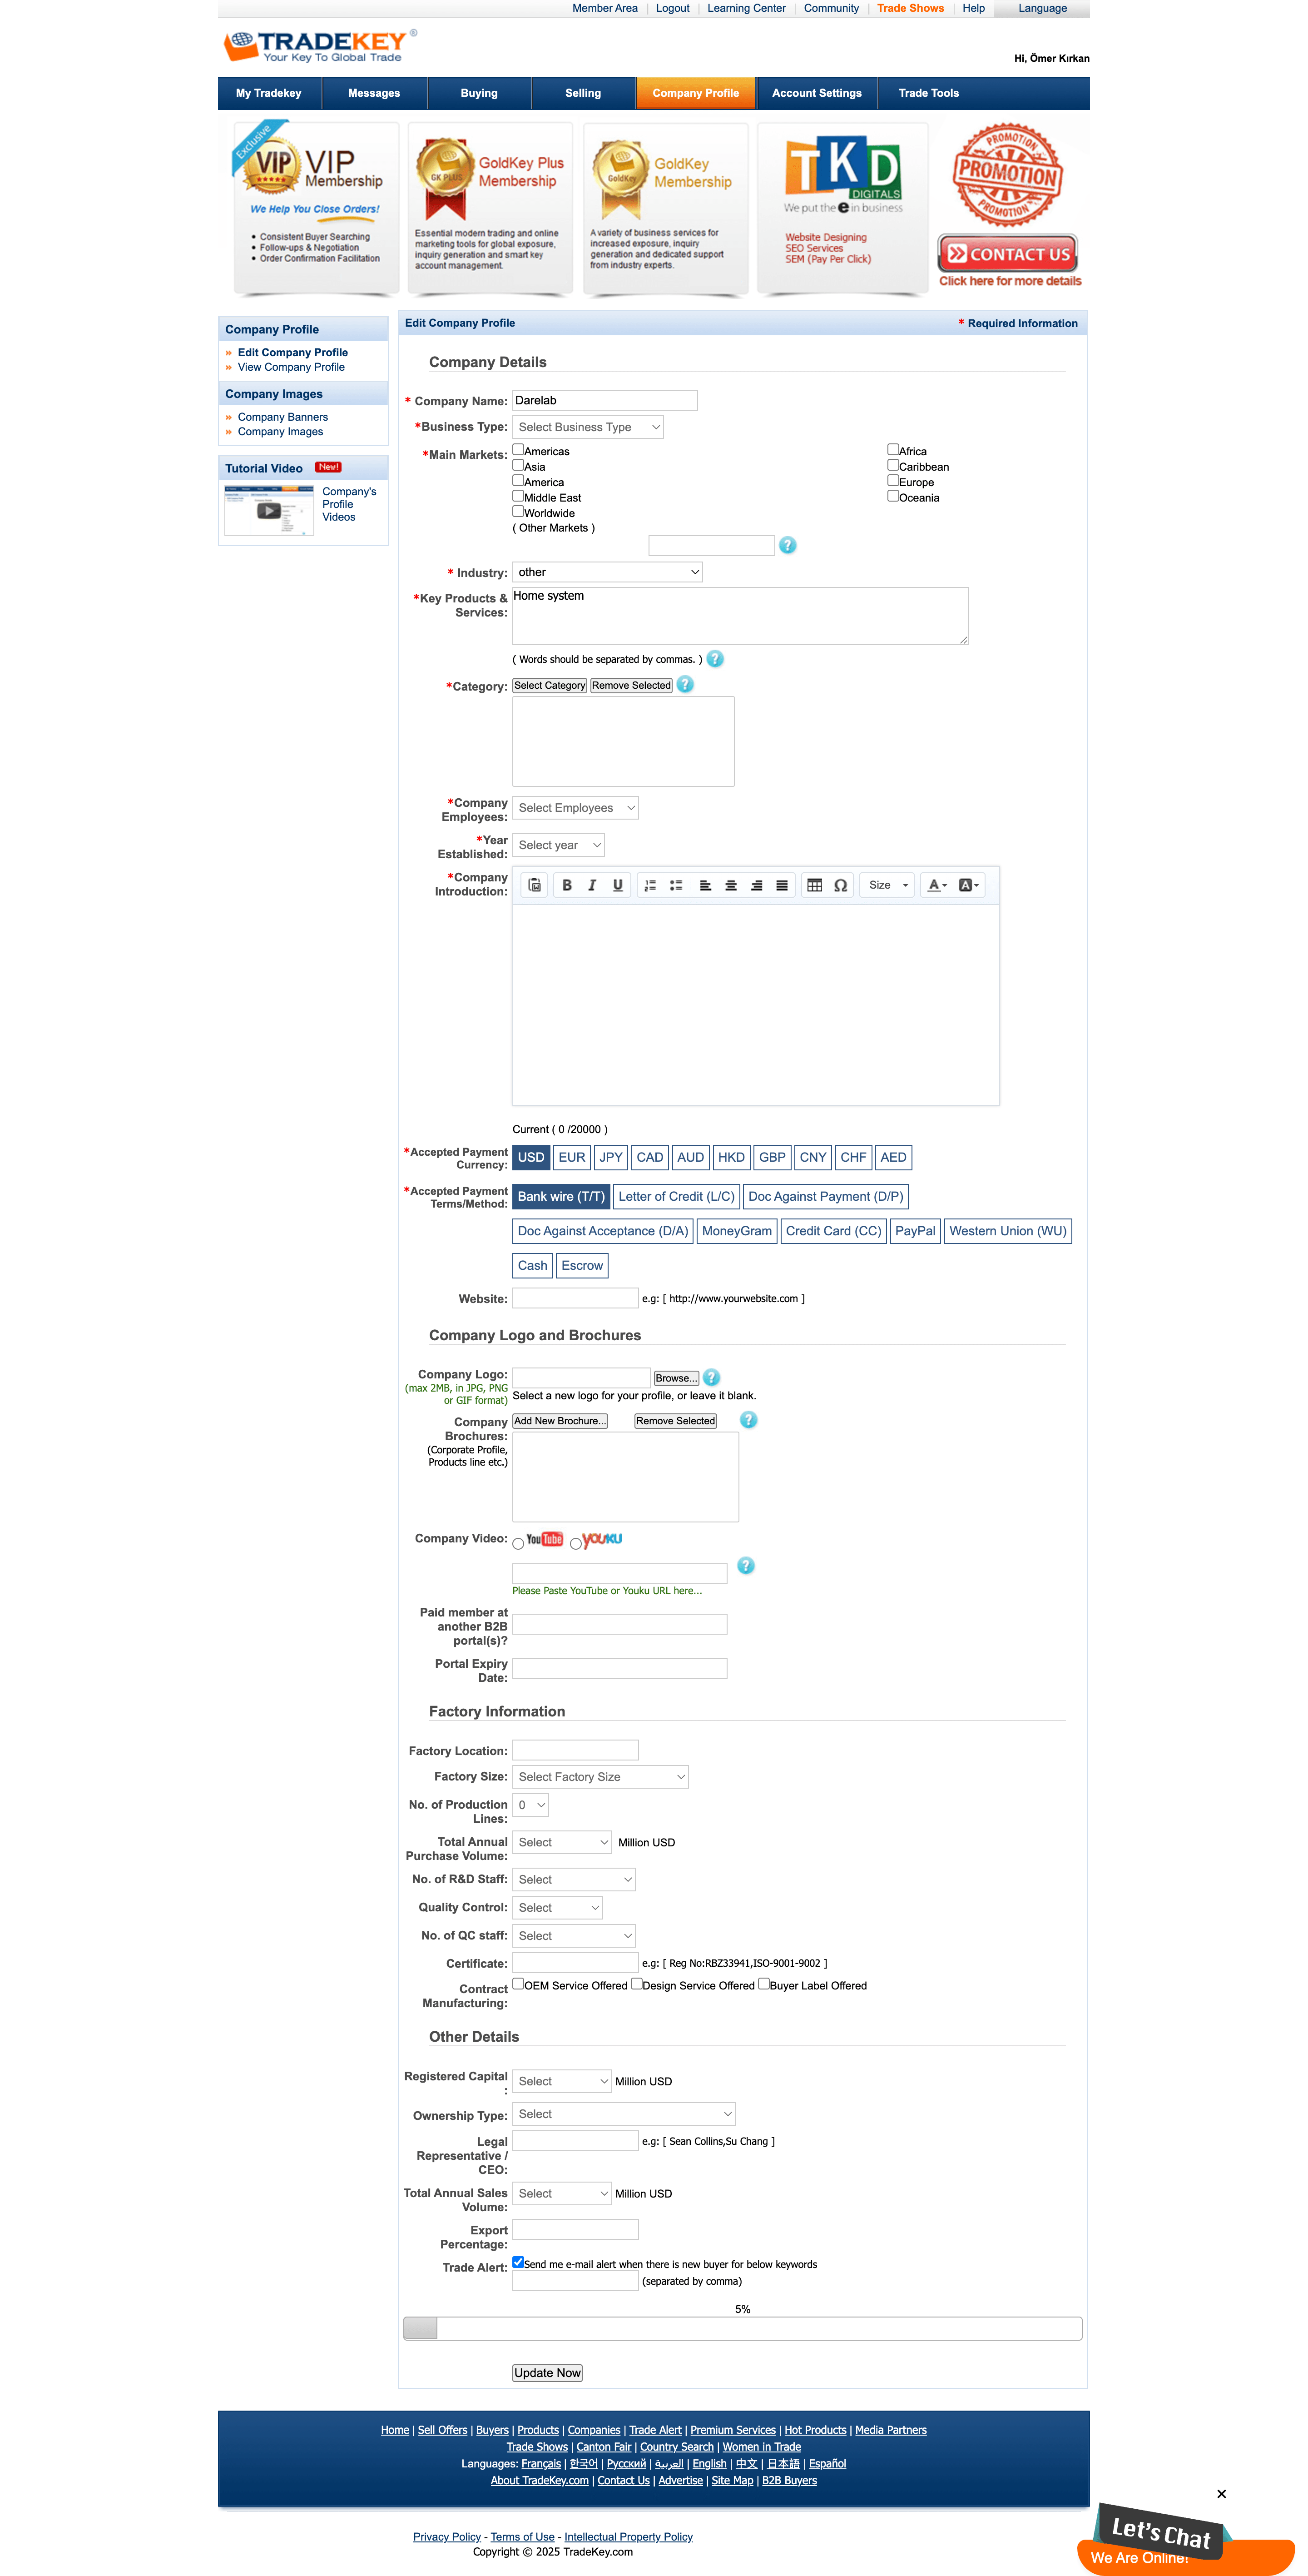 Member Area | Logout | Learning Center | Community | Trade Shows | Help Language
TRADEKEY ®
Your Key To Global Trade
Hi, Ömer Kırkan
My Tradekey Messages Buying Selling Company Profile Account Settings Trade Tools
Exclusive
VIP VIP Membership
We Help You Close Orders!
• Consistent Buyer Searching
• Follow-ups & Negotiation
• Order Confirmation Facilitation
GK PLUS GoldKey Plus Membership
Essential modern trading and online
marketing tools for global exposure,
inquiry generation and smart key
account management.
GoldKey GoldKey Membership
A variety of business services for
increased exposure, inquiry
generation and dedicated support
from industry experts.
TKD DIGITALS
We put the e in business
Website Designing
SEO Services
SEM (Pay Per Click)
PROMOTION
PROMOTION
PROMOTION
CONTACT US
Click here for more details
Company Profile
» Edit Company Profile
» View Company Profile
Company Images
» Company Banners
» Company Images
Tutorial Video New!
Company's
Profile
Videos
Edit Company Profile * Required Information
Company Details
* Company Name: Darelab
*Business Type: Select Business Type
*Main Markets: Americas Africa
Asia Caribbean
America Europe
Middle East Oceania
Worldwide
( Other Markets )
?
* Industry: other
*Key Products & Services: Home system
( Words should be separated by commas. ) ?
*Category: Select Category Remove Selected ?
*Company Employees: Select Employees
*Year Established: Select year
*Company Introduction: B I U Ω Size A A
Current ( 0 /20000 )
*Accepted Payment Currency: USD EUR JPY CAD AUD HKD GBP CNY CHF AED
*Accepted Payment Terms/Method: Bank wire (T/T) Letter of Credit (L/C) Doc Against Payment (D/P)
Doc Against Acceptance (D/A) MoneyGram Credit Card (CC) PayPal Western Union (WU)
Cash Escrow
Website: e.g: [ http://www.yourwebsite.com ]
Company Logo and Brochures
Company Logo: Browse... ?
(max 2MB, in JPG, PNG or GIF format)
Select a new logo for your profile, or leave it blank.
Company Brochures: Add New Brochure... Remove Selected ?
(Corporate Profile, Products line etc.)
Company Video: YouTube YOUKU
?
Please Paste YouTube or Youku URL here...
Paid member at another B2B portal(s)?
Portal Expiry Date:
Factory Information
Factory Location:
Factory Size: Select Factory Size
No. of Production Lines: 0
Total Annual Purchase Volume: Select Million USD
No. of R&D Staff: Select
Quality Control: Select
No. of QC staff: Select
Certificate: e.g: [ Reg No:RBZ33941,ISO-9001-9002 ]
Contract Manufacturing: OEM Service Offered Design Service Offered Buyer Label Offered
Other Details
Registered Capital : Select Million USD
Ownership Type: Select
Legal Representative / CEO: e.g: [ Sean Collins,Su Chang ]
Total Annual Sales Volume: Select Million USD
Export Percentage:
Trade Alert: Send me e-mail alert when there is new buyer for below keywords
(separated by comma)
5%
Update Now
Home | Sell Offers | Buyers | Products | Companies | Trade Alert | Premium Services | Hot Products | Media Partners
Trade Shows | Canton Fair | Country Search | Women in Trade
Languages: Français | 한국어 | Русский | العربية | English | 中文 | 日本語 | Español
About TradeKey.com | Contact Us | Advertise | Site Map | B2B Buyers
Privacy Policy - Terms of Use - Intellectual Property Policy
Copyright © 2025 TradeKey.com
Let's Chat
We Are Online!